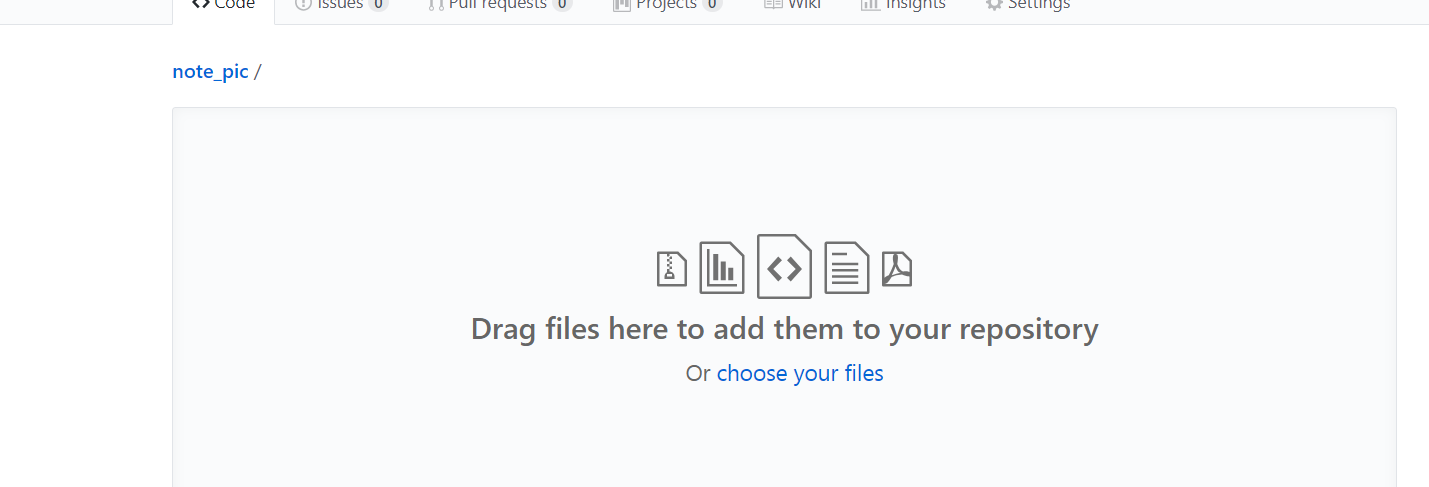 Code Issues 0 Pull requests 0 Projects 0 Wiki Insights Settings
note_pic /
Drag files here to add them to your repository
Or choose your files